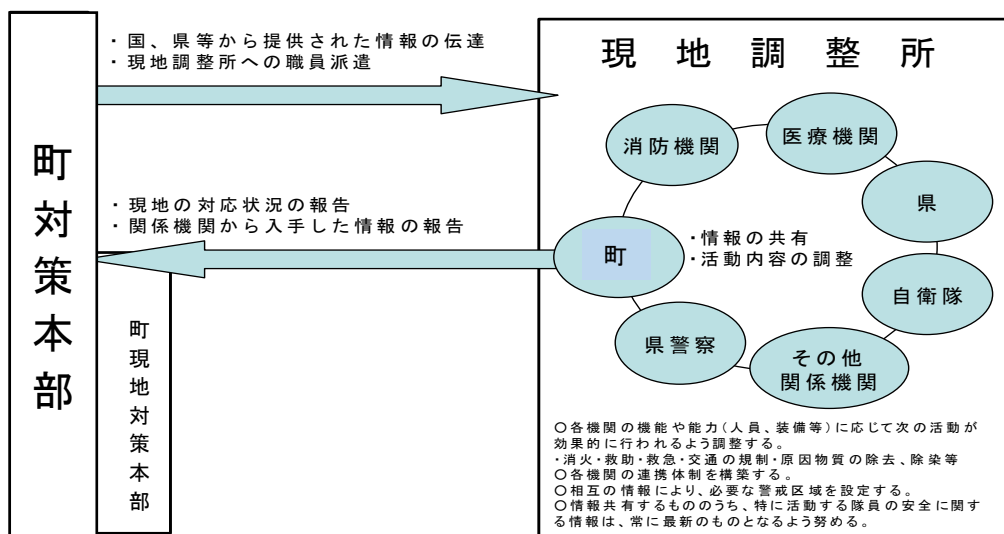 町対策本部
町現地対策本部
・国、県等から提供された情報の伝達
・現地調整所への職員派遣
・現地の対応状況の報告
・関係機関から入手した情報の報告
現地調整所
消防機関
医療機関
県
自衛隊
その他
関係機関
県警察
町
・情報の共有
・活動内容の調整
〇各機関の機能や能力(人員、装備等)に応じて次の活動が
効果的に行われるよう調整する。
・消火・救助・救急・交通の規制・原因物質の除去、除染等
〇各機関の連携体制を構築する。
〇相互の情報により、必要な警戒区域を設定する。
〇情報共有するもののうち、特に活動する隊員の安全に関す
る情報は、常に最新のものとなるよう努める。